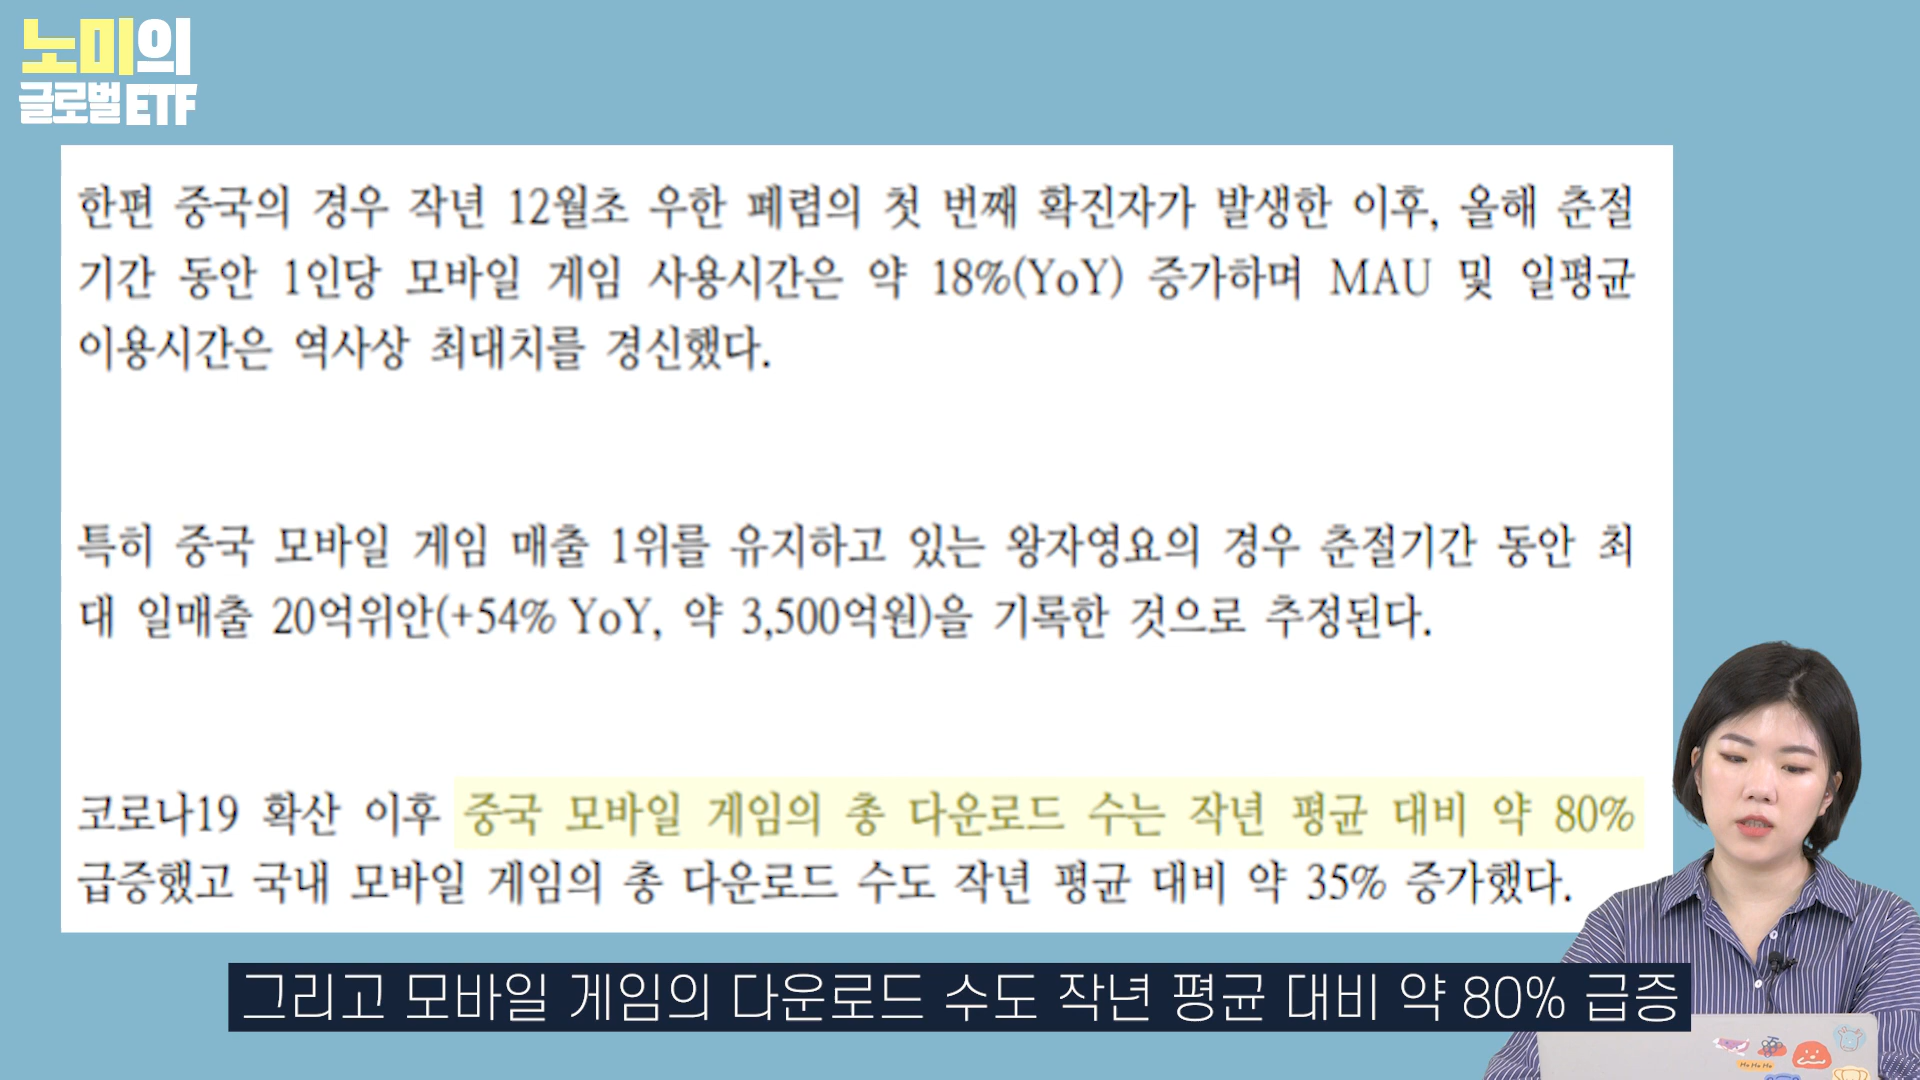 노미의
글로벌 ETF
한편 중국의 경우 작년 12월초 우한 폐렴의 첫 번째 확진자가 발생한 이후, 올해 춘절
기간 동안 1인당 모바일 게임 사용시간은 약 18%(YoY) 증가하며 MAU 및 일평균
이용시간은 역사상 최대치를 경신했다.
특히 중국 모바일 게임 매출 1위를 유지하고 있는 왕자영요의 경우 춘절기간 동안 최
대 일매출 20억위안(+54% YoY, 약 3,500억원)을 기록한 것으로 추정된다.
코로나19 확산 이후 중국 모바일 게임의 총 다운로드 수는 작년 평균 대비 약 80%
급증했고 국내 모바일 게임의 총 다운로드 수도 작년 평균 대비 약 35% 증가했다.
그리고 모바일 게임의 다운로드 수도 작년 평균 대비 약 80% 급증
Ho Ho Ho